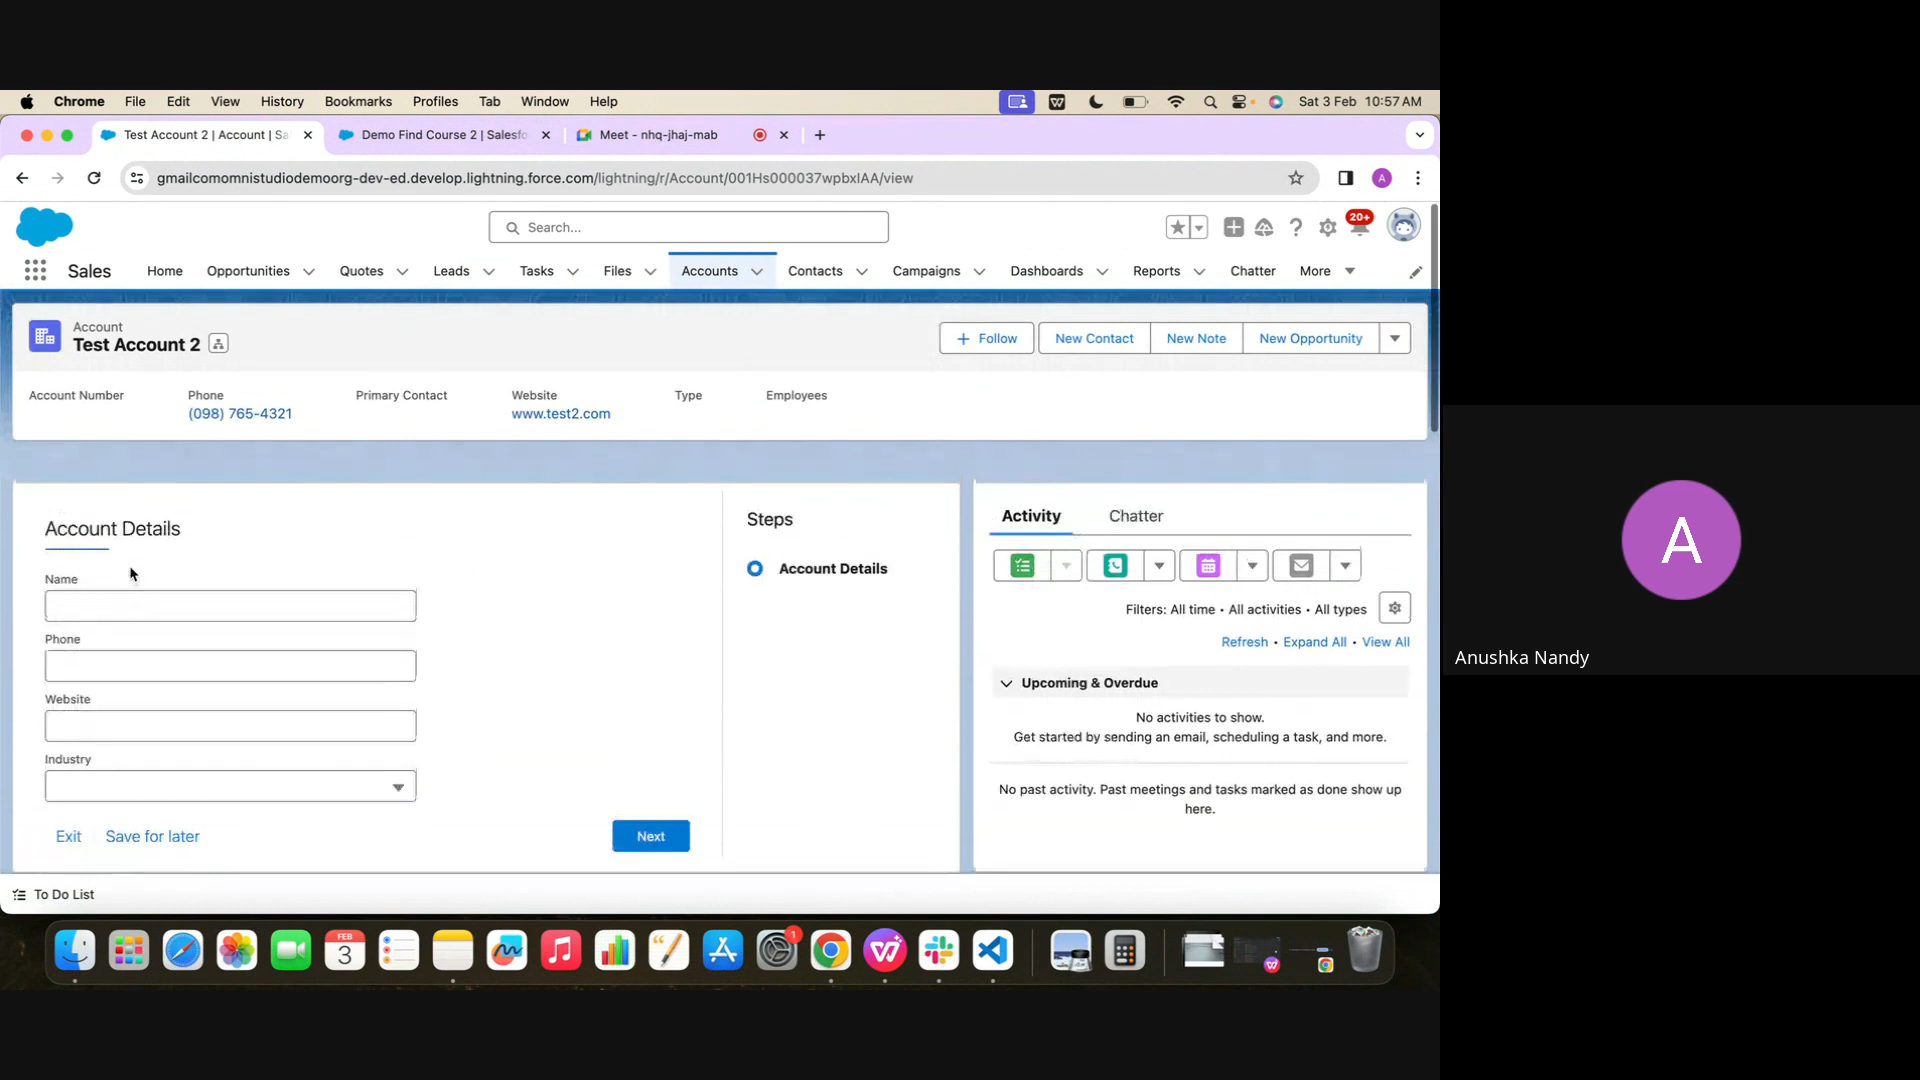 Chrome File Edit View History Bookmarks Profiles Tab Window Help Sat 3 Feb 10:57 AM
Test Account 2 | Account | Sa Demo Find Course 2 | Salesfo Meet - nhq-jhaj-mab
gmailcomomnistudiodemoorg-dev-ed.develop.lightning.force.com/lightning/r/Account/001Hs000037wpbxIAA/view A
Search... 20+
Sales Home Opportunities Quotes Leads Tasks Files Accounts Contacts Campaigns Dashboards Reports Chatter More
Account
Test Account 2
+ Follow New Contact New Note New Opportunity
Account Number Phone Primary Contact Website Type Employees
(098) 765-4321 www.test2.com
Account Details
Name
Phone
Website
Industry
Exit Save for later Next
Steps
Account Details
Activity Chatter
Filters: All time • All activities • All types
Refresh • Expand All • View All
Upcoming & Overdue
No activities to show.
Get started by sending an email, scheduling a task, and more.
No past activity. Past meetings and tasks marked as done show up
here.
To Do List
FEB
3
1
A
Anushka Nandy